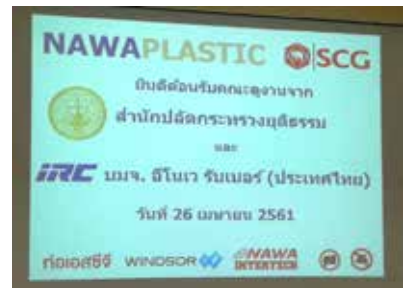 NAWAPLASTIC SCG
ยินดีต้อนรับคณะดูงานจาก
สำนักปลัดกระทรวงยุติธรรม
และ
IRC บมจ. อีโนเว รับเบอร์ (ประเทศไทย)
วันที่ 26 เมษายน 2561
ท่อเอสซีจี WINDSOR NAWA INTERTECH